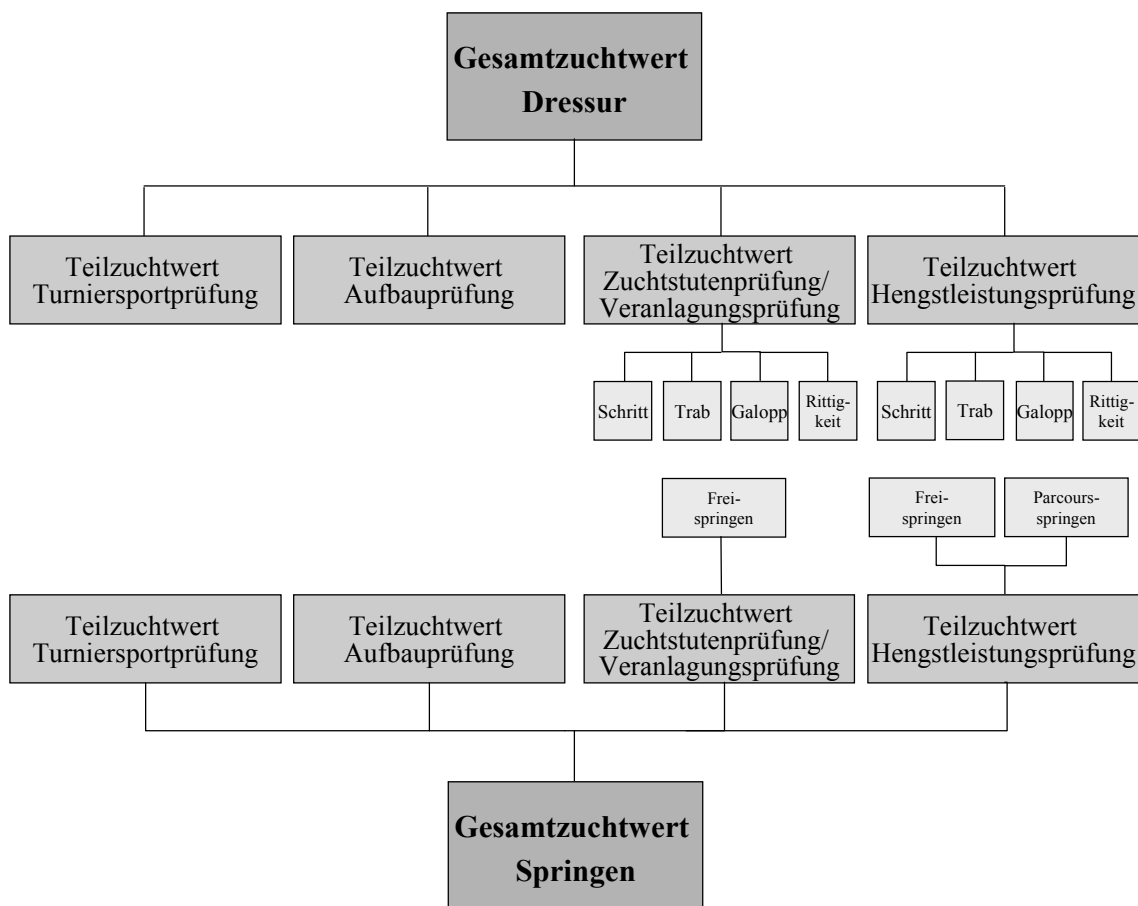 Gesamtzuchtwert
Dressur
Teilzuchtwert
Turniersportprüfung
Teilzuchtwert
Aufbauprüfung
Teilzuchtwert
Zuchtstutenprüfung/
Veranlagungsprüfung
Teilzuchtwert
Hengstleistungsprüfung
Schritt
Trab
Galopp
Rittig-
keit
Schritt
Trab
Galopp
Rittig-
keit
Frei-
springen
Frei-
springen
Parcours-
springen
Teilzuchtwert
Turniersportprüfung
Teilzuchtwert
Aufbauprüfung
Teilzuchtwert
Zuchtstutenprüfung/
Veranlagungsprüfung
Teilzuchtwert
Hengstleistungsprüfung
Gesamtzuchtwert
Springen